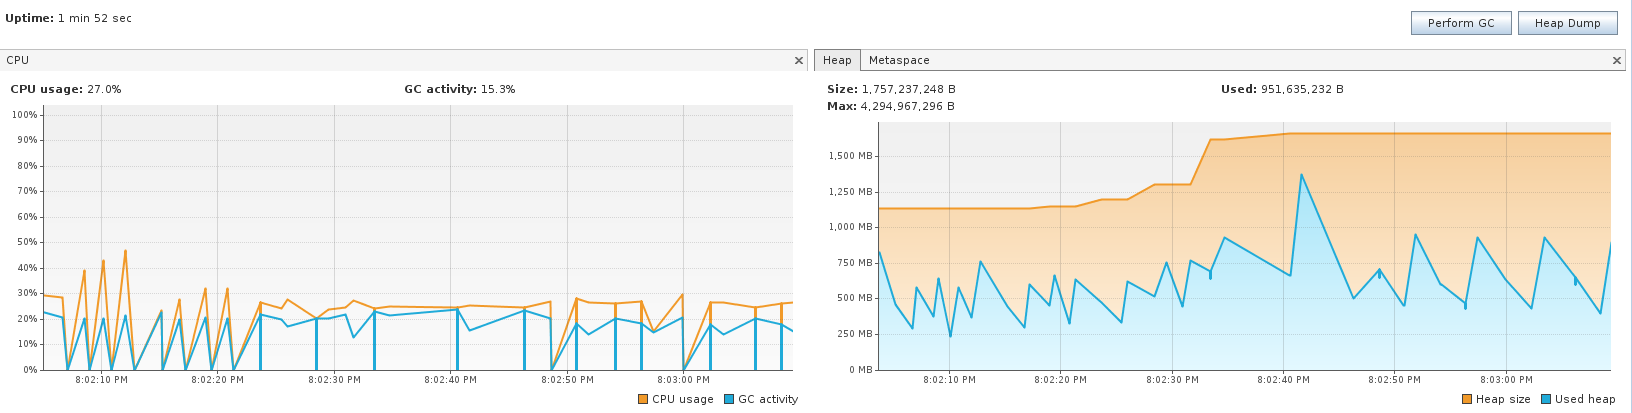 Uptime: 1 min 52 sec
Perform GC
Heap Dump
CPU
Heap
Metaspace
CPU usage: 27.0%
GC activity: 15.3%
Size: 1,757,237,248 B
Used: 951,635,232 B
Max: 4,294,967,296 B
100%
90%
80%
70%
60%
50%
40%
30%
20%
10%
0%
8:02:10 PM
8:02:20 PM
8:02:30 PM
8:02:40 PM
8:02:50 PM
8:03:00 PM
CPU usage
GC activity
1,500 MB
1,250 MB
1,000 MB
750 MB
500 MB
250 MB
0 MB
8:02:10 PM
8:02:20 PM
8:02:30 PM
8:02:40 PM
8:02:50 PM
8:03:00 PM
Heap size
Used heap